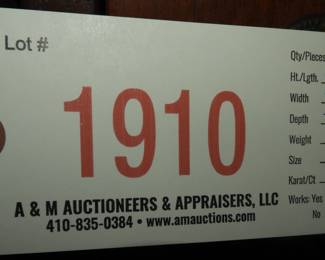 Lot #
1910
A & M AUCTIONEERS & APPRAISERS, LLC
410-835-0384 • www.amauctions.com
Qty/Pieces
Ht./Lgth.
Width
Depth
Weight
Size
Karat/Ct
Works: Yes
No